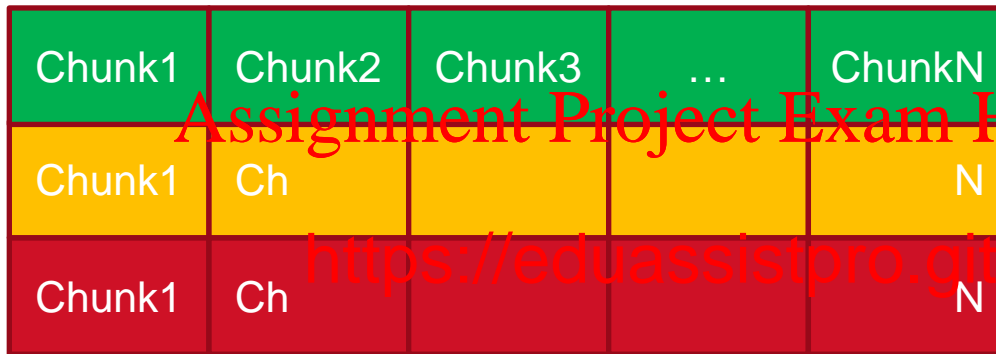 Chunk1 Chunk2 Chunk3 … ChunkN
Assignment Project Exam H
Chunk1 Ch N
https://eduassistpro.git
Chunk1 Ch N